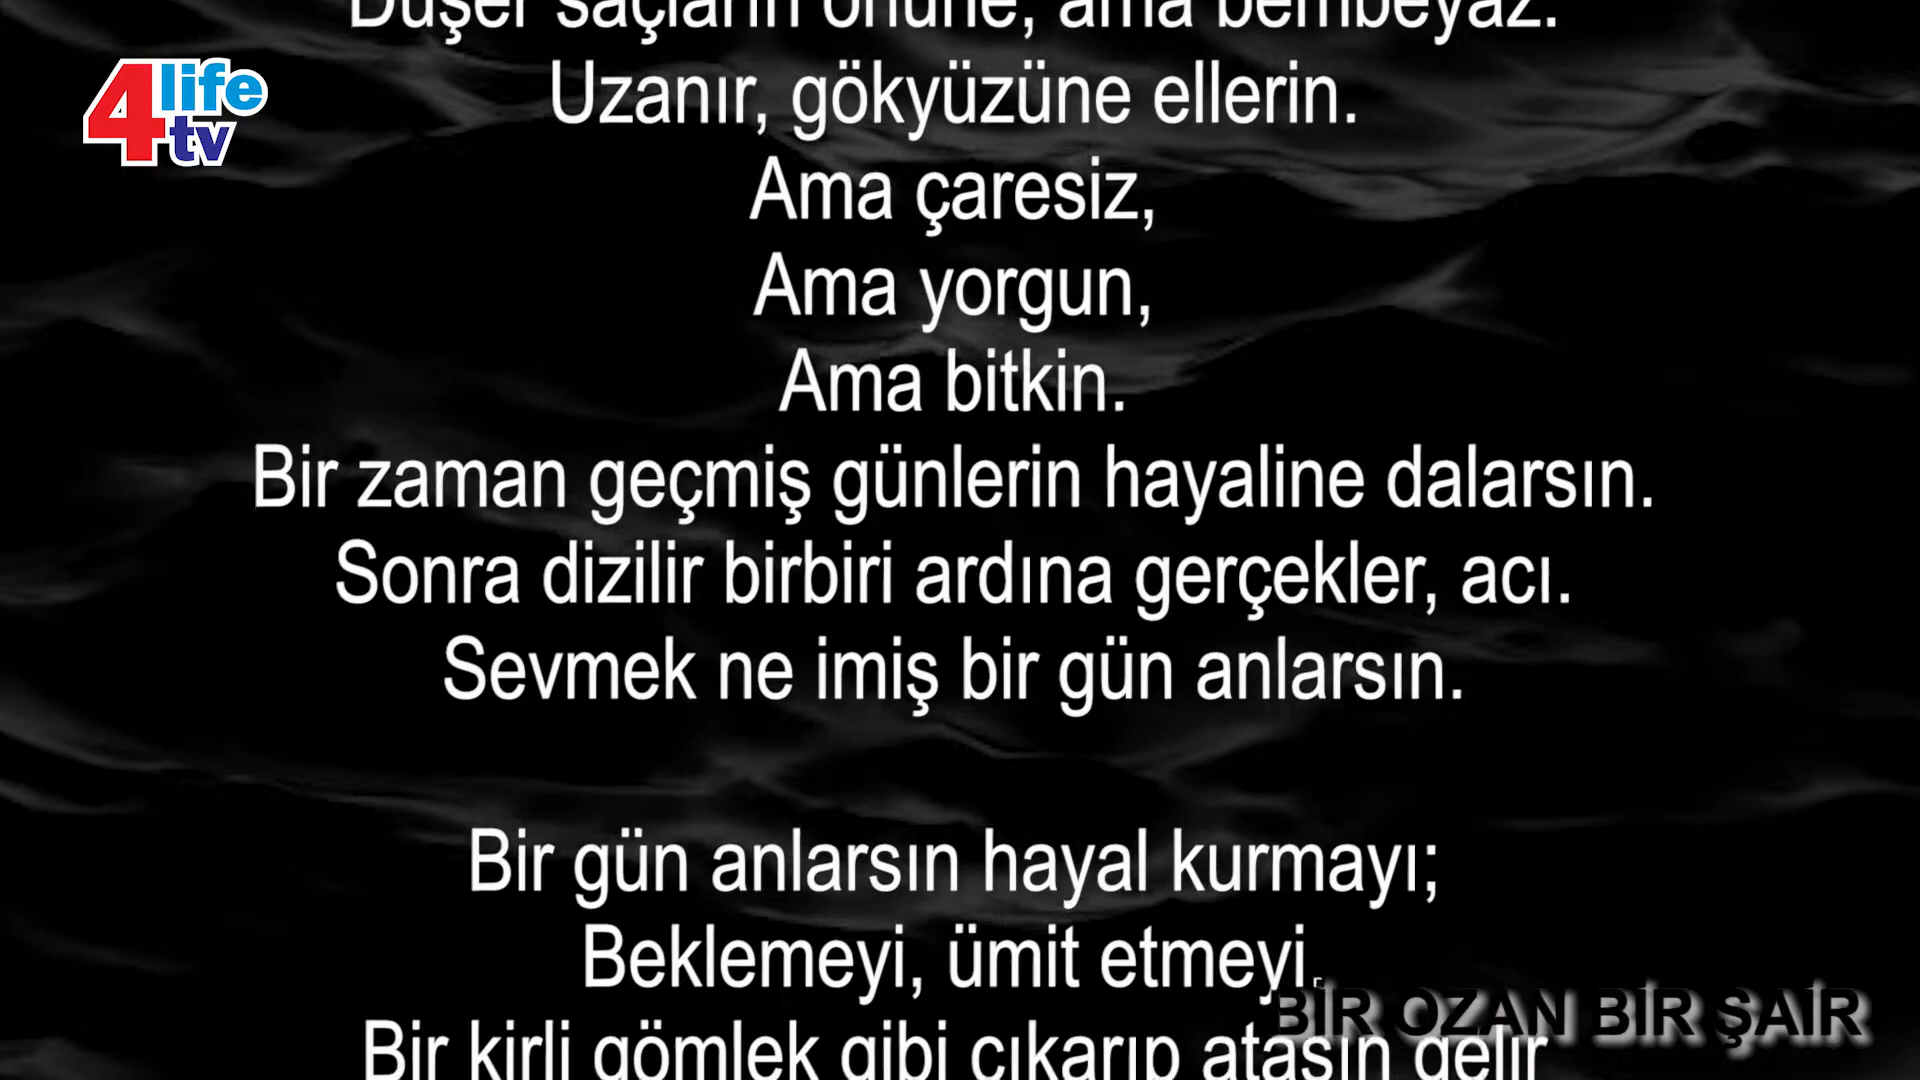 Düşer saçların önüne, ama bembeyaz.
4 life tv
Uzanır, gökyüzüne ellerin.
Ama çaresiz,
Ama yorgun,
Ama bitkin.
Bir zaman geçmiş günlerin hayaline dalarsın.
Sonra dizilir birbiri ardına gerçekler, acı.
Sevmek ne imiş bir gün anlarsın.
Bir gün anlarsın hayal kurmayı;
Beklemeyi, ümit etmeyi.
BİR OZAN BİR ŞAİR
Bir kirli gömlek gibi çıkarıp atasın gelir